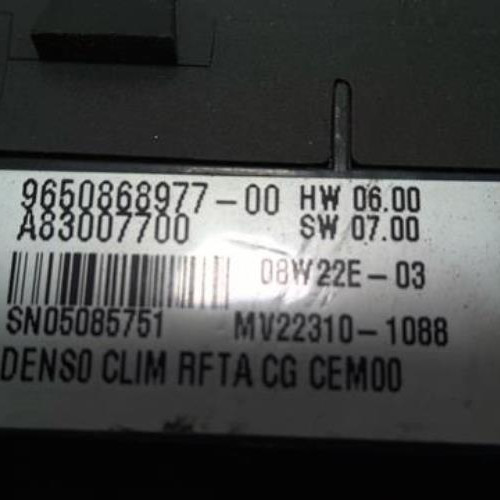 9650868977-00 HW 06.00
A83007700 SW 07.00
08W22E-03
SN05085751 MV22310-1088
DENSO CLIM RFTA CG CEM00